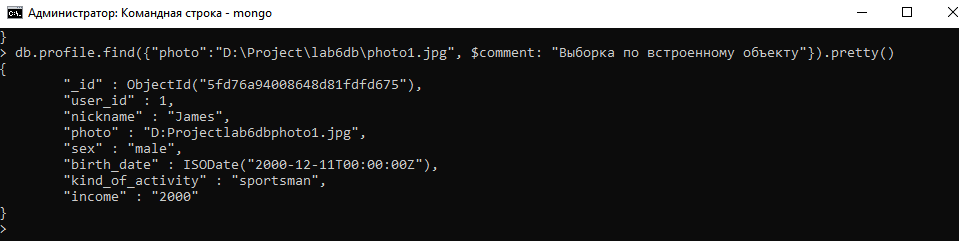 Администратор: Командная строка - mongo
}
> db.profile.find({"photo":"D:\Project\lab6db\photo1.jpg", $comment: "Выборка по встроенному объекту"}).pretty()
{
"_id" : ObjectId("5fd76a94008648d81fdfd675"),
"user_id" : 1,
"nickname" : "James",
"photo" : "D:Projectlab6dbphoto1.jpg",
"sex" : "male",
"birth_date" : ISODate("2000-12-11T00:00:00Z"),
"kind_of_activity" : "sportsman",
"income" : "2000"
}
>